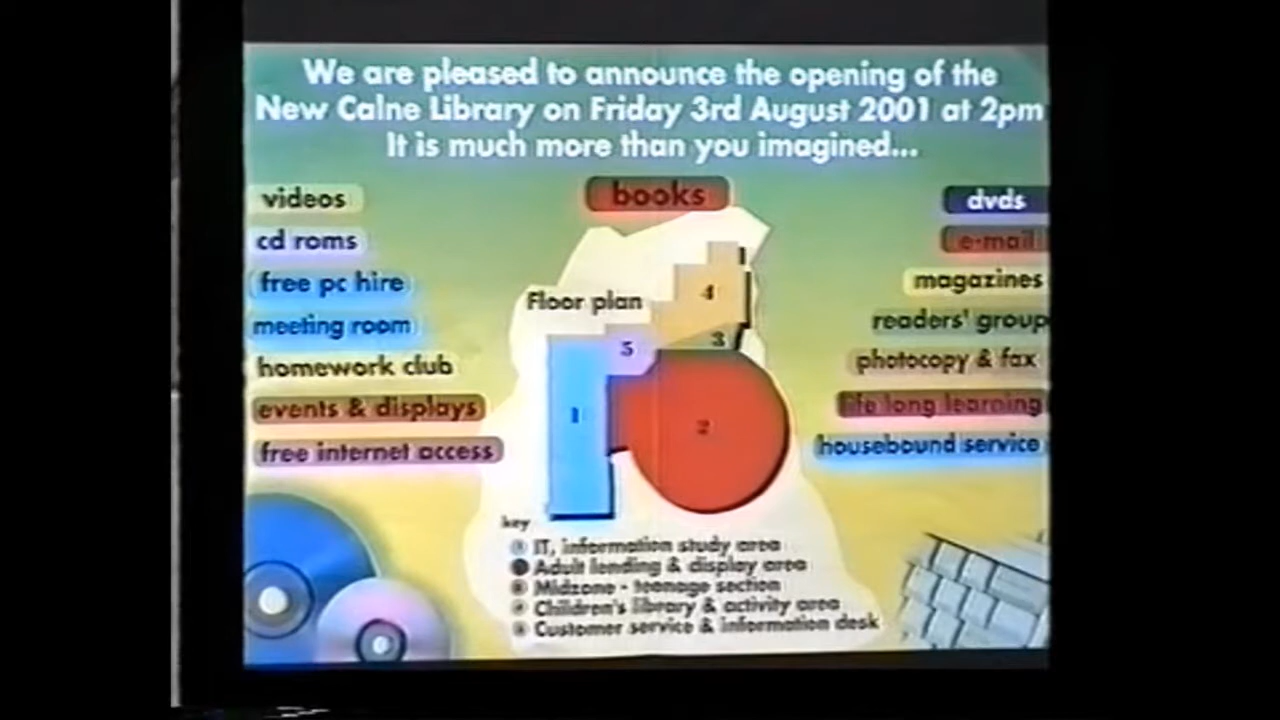 We are pleased to announce the opening of the
New Calne Library on Friday 3rd August 2001 at 2pm
It is much more than you imagined...
books
videos
cd roms
free pc hire
meeting room
homework club
events & displays
free internet access
dvds
e-mail
magazines
readers' group
photocopy & fax
life long learning
housebound service
Floor plan
4
3
5
1
2
key
IT, information study area
Adult lending & display area
Midzone - teenage section
Children's library & activity area
Customer service & information desk